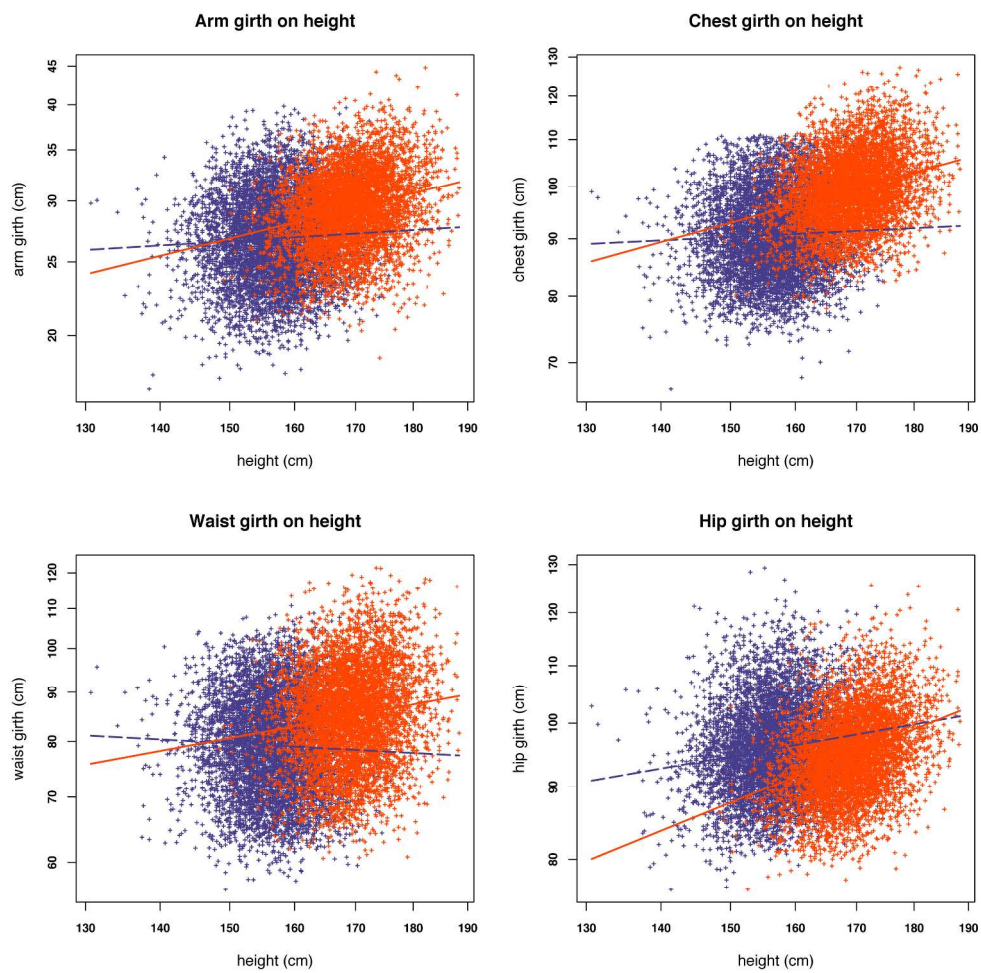 Arm girth on height
arm girth (cm)
45
40
35
30
25
20
130 140 150 160 170 180 190
height (cm)
Chest girth on height
chest girth (cm)
130
120
110
100
90
80
70
130 140 150 160 170 180 190
height (cm)
Waist girth on height
waist girth (cm)
120
110
100
90
80
70
60
130 140 150 160 170 180 190
height (cm)
Hip girth on height
hip girth (cm)
130
120
110
100
90
80
130 140 150 160 170 180 190
height (cm)